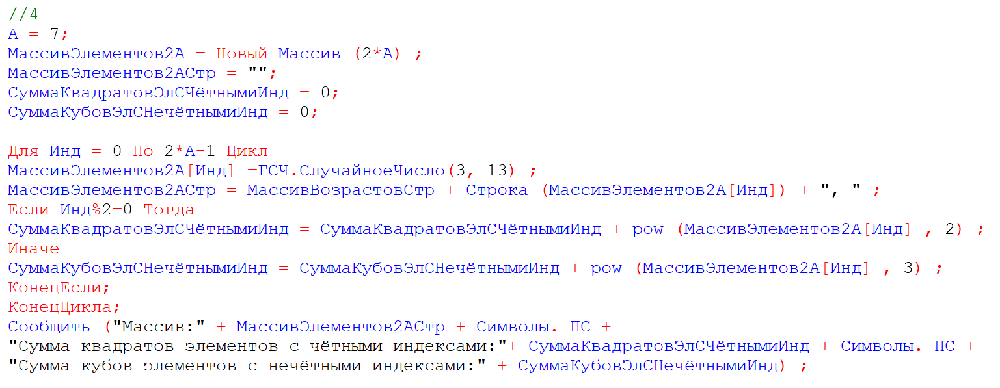 //4
А = 7;
МассивЭлементов2А = Новый Массив (2*А) ;
МассивЭлементов2АСтр = "";
СуммаКвадратовЭлСЧётнымиИнд = 0;
СуммаКубовЭлСНечётнымиИнд = 0;
Для Инд = 0 По 2*А-1 Цикл
МассивЭлементов2А[Инд] =ГСЧ.СлучайноеЧисло(3, 13) ;
МассивЭлементов2АСтр = МассивВозрастовСтр + Строка (МассивЭлементов2А[Инд]) + ", " ;
Если Инд%2=0 Тогда
СуммаКвадратовЭлСЧётнымиИнд = СуммаКвадратовЭлСЧётнымиИнд + pow (МассивЭлементов2А[Инд] , 2) ;
Иначе
СуммаКубовЭлСНечётнымиИнд = СуммаКубовЭлСНечётнымиИнд + pow (МассивЭлементов2А[Инд] , 3) ;
КонецЕсли;
КонецЦикла;
Сообщить ("Массив:" + МассивЭлементов2АСтр + Символы. ПС +
"Сумма квадратов элементов с чётными индексами:"+ СуммаКвадратовЭлСЧётнымиИнд + Символы. ПС +
"Сумма кубов элементов с нечётными индексами:" + СуммаКубовЭлСНечётнымиИнд) ;